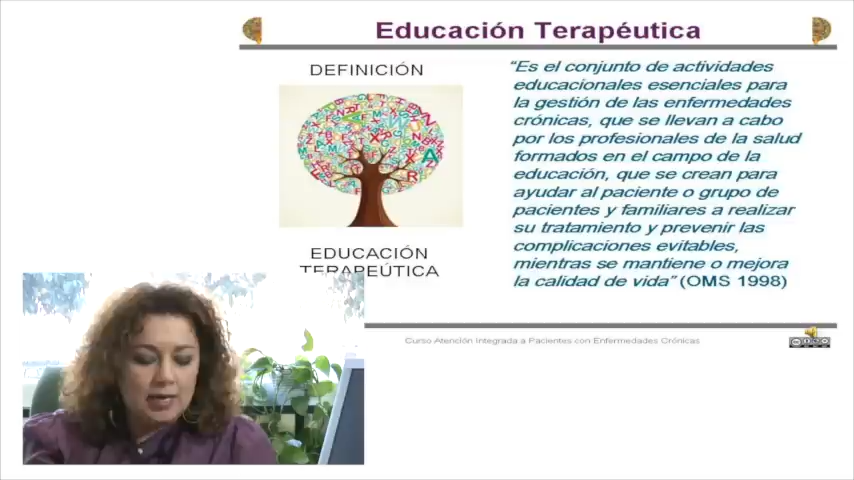 Educación Terapéutica
DEFINICIÓN
EDUCACIÓN
TERAPEÚTICA
“Es el conjunto de actividades
educacionales esenciales para
la gestión de las enfermedades
crónicas, que se llevan a cabo
por los profesionales de la salud
formados en el campo de la
educación, que se crean para
ayudar al paciente o grupo de
pacientes y familiares a realizar
su tratamiento y prevenir las
complicaciones evitables,
mientras se mantiene o mejora
la calidad de vida” (OMS 1998)
Curso Atención Integrada a Pacientes con Enfermedades Crónicas